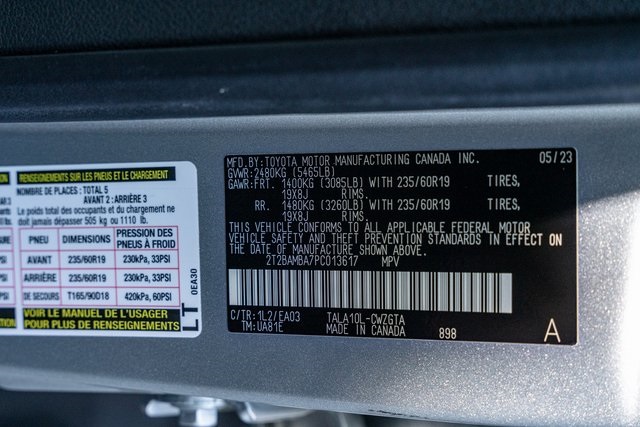 RENSEIGNEMENTS SUR LES PNEUS ET LE CHARGEMENT
NOMBRE DE PLACES : TOTAL 5
AVANT 2 : ARRIÈRE 3
Le poids total des occupants et du chargement ne
doit jamais dépasser 505 kg ou 1110 lb.
PNEU DIMENSIONS PRESSION DES PNEUS À FROID
AVANT 235/60R19 230kPa, 33PSI
ARRIÈRE 235/60R19 230kPa, 33PSI
DE SECOURS T165/90D18 420kPa, 60PSI
VOIR LE MANUEL DE L'USAGER
POUR PLUS DE RENSEIGNEMENTS
0EA30
LT
MFD.BY:TOYOTA MOTOR MANUFACTURING CANADA INC. 05/23
GVWR:2480KG (5465LB)
GAWR:FRT. 1400KG (3085LB) WITH 235/60R19 TIRES,
19X8J RIMS
RR. 1480KG (3260LB) WITH 235/60R19 TIRES,
19X8J RIMS.
THIS VEHICLE CONFORMS TO ALL APPLICABLE FEDERAL MOTOR
VEHICLE SAFETY AND THEFT PREVENTION STANDARDS IN EFFECT ON
THE DATE OF MANUFACTURE SHOWN ABOVE.
2T2BAMBA7PC013617 MPV
C/TR:1L2/EA03 TALA10L-CWZGTA
TM:UA81E MADE IN CANADA 898 A